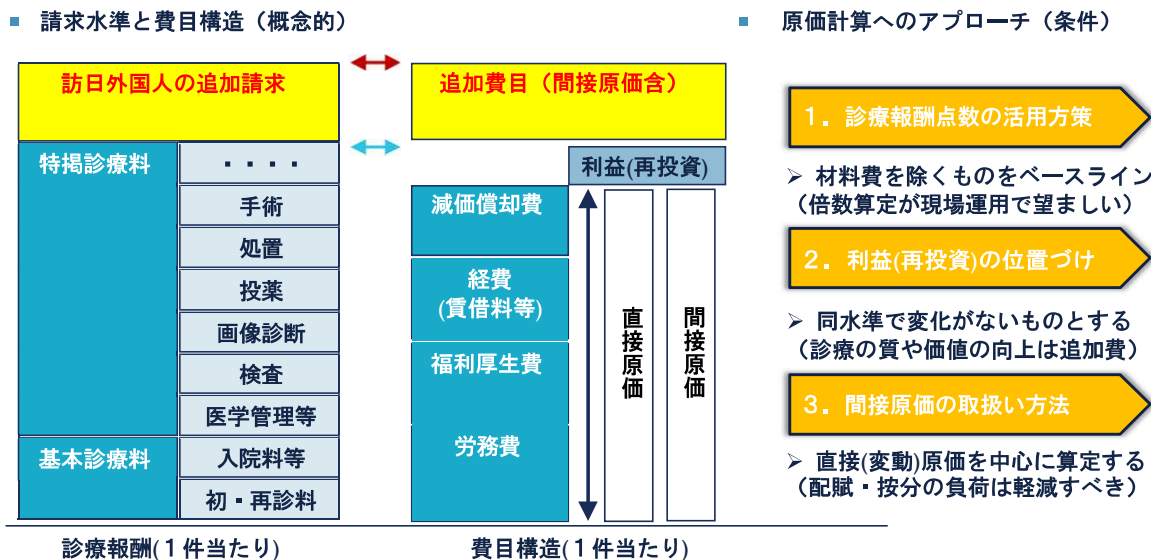 ▪ 請求水準と費目構造（概念的）
訪日外国人の追加請求
特掲診療料
・・・・
手術
処置
投薬
画像診断
検査
医学管理等
基本診療料
入院料等
初・再診料
診療報酬(１件当たり)
追加費目（間接原価含）
利益(再投資)
減価償却費
経費
(賃借料等)
福利厚生費
労務費
直接原価
間接原価
費目構造(１件当たり)
▪ 原価計算へのアプローチ（条件）
１．診療報酬点数の活用方策
➢ 材料費を除くものをベースライン
（倍数算定が現場運用で望ましい）
２．利益(再投資)の位置づけ
➢ 同水準で変化がないものとする
（診療の質や価値の向上は追加費）
３．間接原価の取扱い方法
➢ 直接(変動)原価を中心に算定する
（配賦・按分の負荷は軽減すべき）